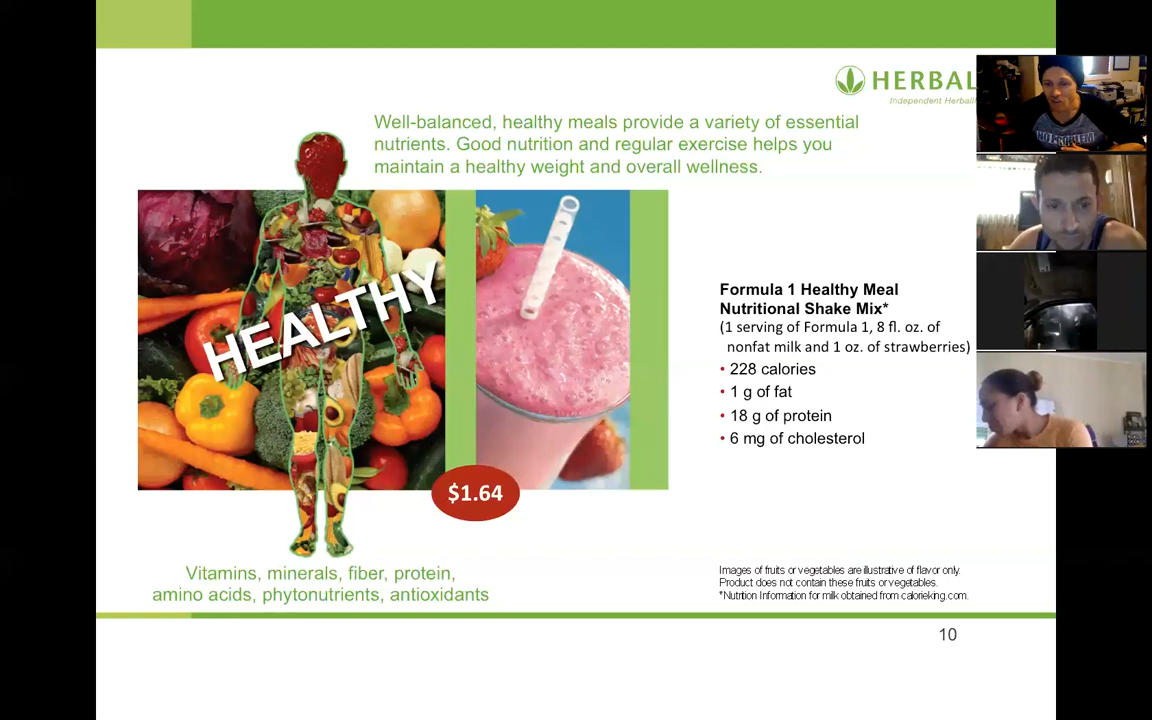 HERBAL
Independent Herbal
Well-balanced, healthy meals provide a variety of essential
nutrients. Good nutrition and regular exercise helps you
maintain a healthy weight and overall wellness.
NO PROBLEM
HEALTHY
Formula 1 Healthy Meal
Nutritional Shake Mix*
(1 serving of Formula 1, 8 fl. oz. of
nonfat milk and 1 oz. of strawberries)
• 228 calories
• 1 g of fat
• 18 g of protein
• 6 mg of cholesterol
$1.64
Vitamins, minerals, fiber, protein,
amino acids, phytonutrients, antioxidants
Images of fruits or vegetables are illustrative of flavor only.
Product does not contain these fruits or vegetables.
*Nutrition Information for milk obtained from calorieking.com.
10